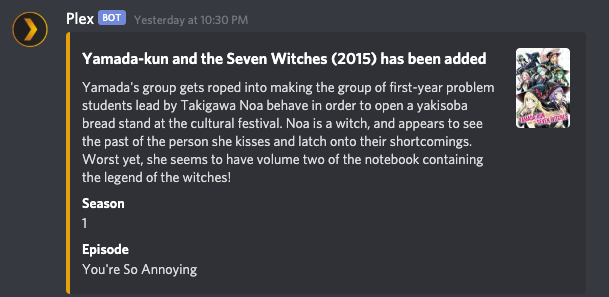 Plex BOT Yesterday at 10:30 PM
Yamada-kun and the Seven Witches (2015) has been added
Yamada's group gets roped into making the group of first-year problem
students lead by Takigawa Noa behave in order to open a yakisoba
bread stand at the cultural festival. Noa is a witch, and appears to see
the past of the person she kisses and latch onto their shortcomings.
Worst yet, she seems to have volume two of the notebook containing
the legend of the witches!
Season
1
Episode
You're So Annoying